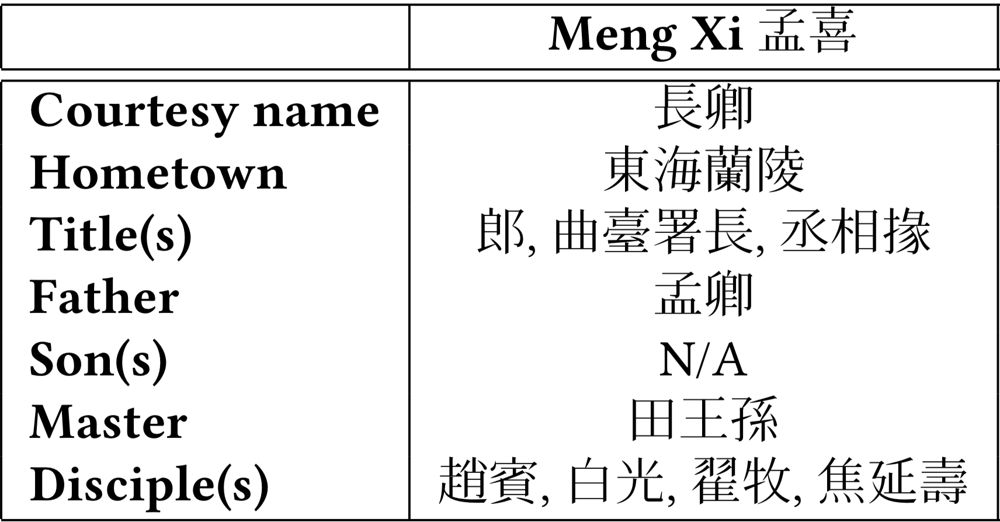 Meng Xi 孟喜
Courtesy name 長卿
Hometown 東海蘭陵
Title(s) 郎, 曲臺署長, 丞相掾
Father 孟卿
Son(s) N/A
Master 田王孫
Disciple(s) 趙賓, 白光, 翟牧, 焦延壽